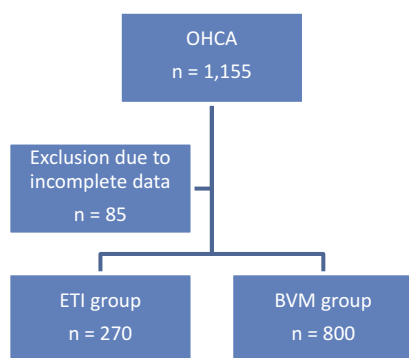 OHCA
n = 1,155
Exclusion due to
incomplete data
n = 85
ETI group
n = 270
BVM group
n = 800